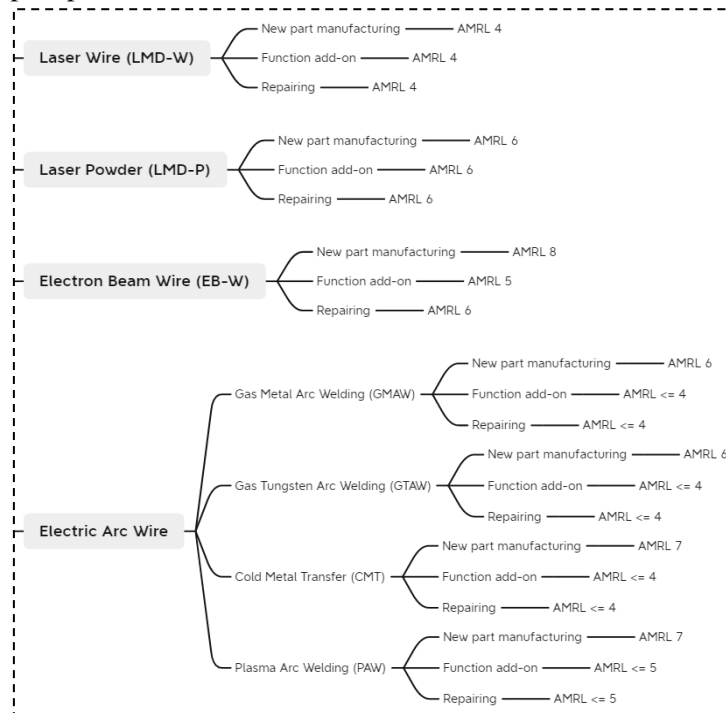 Laser Wire (LMD-W)
New part manufacturing AMRL 4
Function add-on AMRL 4
Repairing AMRL 4
Laser Powder (LMD-P)
New part manufacturing AMRL 6
Function add-on AMRL 6
Repairing AMRL 6
Electron Beam Wire (EB-W)
New part manufacturing AMRL 8
Function add-on AMRL 5
Repairing AMRL 6
Electric Arc Wire
Gas Metal Arc Welding (GMAW)
New part manufacturing AMRL 6
Function add-on AMRL <= 4
Repairing AMRL <= 4
Gas Tungsten Arc Welding (GTAW)
New part manufacturing AMRL 6
Function add-on AMRL <= 4
Repairing AMRL <= 4
Cold Metal Transfer (CMT)
New part manufacturing AMRL 7
Function add-on AMRL <= 4
Repairing AMRL <= 4
Plasma Arc Welding (PAW)
New part manufacturing AMRL 7
Function add-on AMRL <= 5
Repairing AMRL <= 5